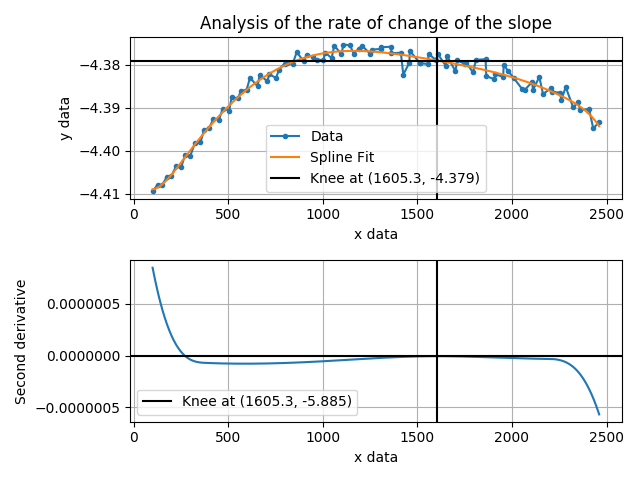 Analysis of the rate of change of the slope
y data
−4.38
−4.39
−4.40
−4.41
Data
Spline Fit
Knee at (1605.3, -4.379)
0 500 1000 1500 2000 2500
x data
Second derivative
0.0000005
0.0000000
−0.0000005
Knee at (1605.3, -5.885)
0 500 1000 1500 2000 2500
x data